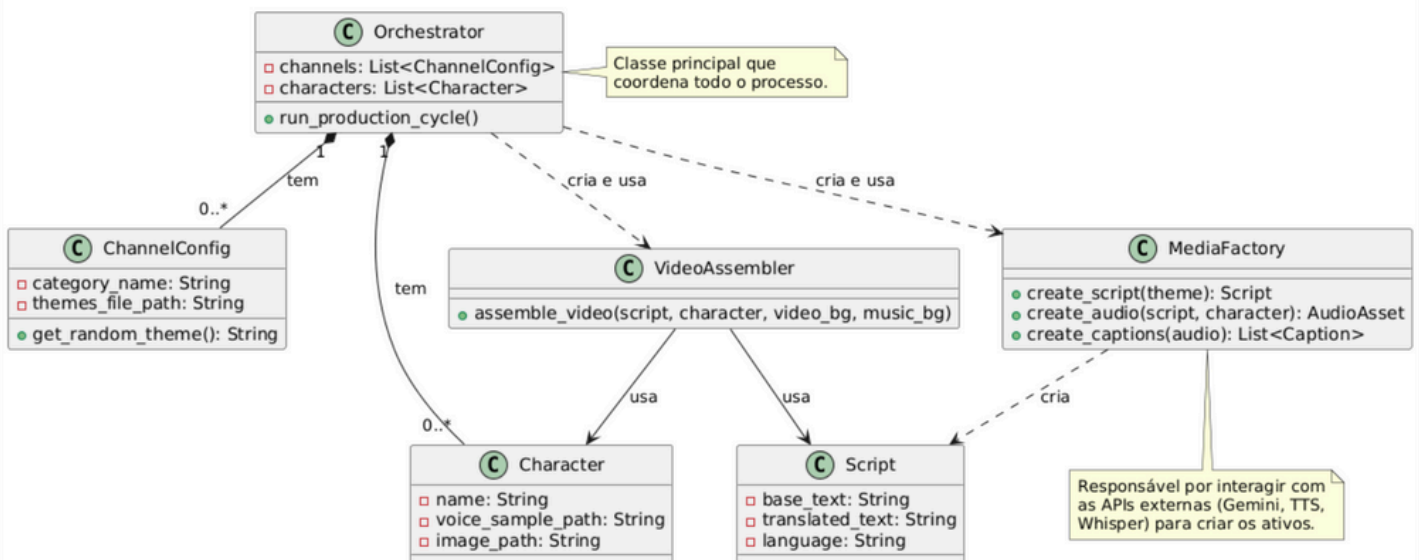 C Orchestrator
channels: List<ChannelConfig>
characters: List<Character>
run_production_cycle()
Classe principal que
coordena todo o processo.
1
1
tem
cria e usa
cria e usa
0..*
C ChannelConfig
category_name: String
themes_file_path: String
get_random_theme(): String
tem
C VideoAssembler
assemble_video(script, character, video_bg, music_bg)
C MediaFactory
create_script(theme): Script
create_audio(script, character): AudioAsset
create_captions(audio): List<Caption>
usa
usa
cria
0..*
C Character
name: String
voice_sample_path: String
image_path: String
C Script
base_text: String
translated_text: String
language: String
Responsável por interagir com
as APIs externas (Gemini, TTS,
Whisper) para criar os ativos.